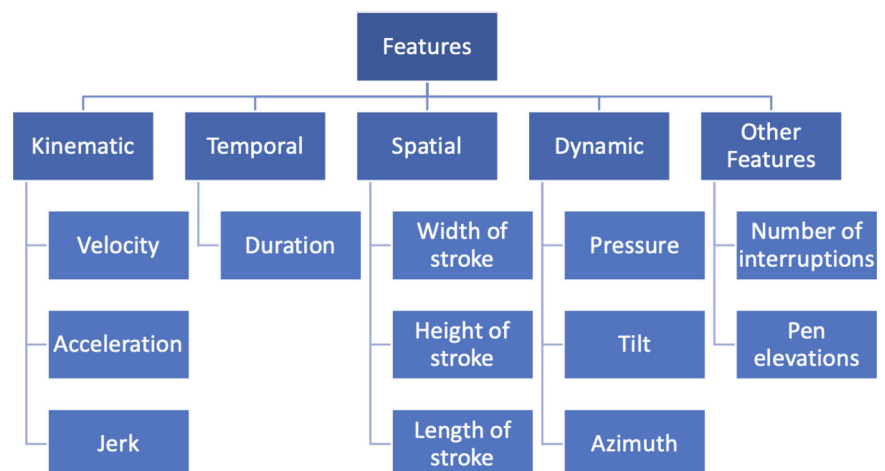 Features
Kinematic
Temporal
Spatial
Dynamic
Other
Features
Velocity
Duration
Width of
stroke
Pressure
Number of
interruptions
Acceleration
Height of
stroke
Tilt
Pen
elevations
Jerk
Length of
stroke
Azimuth